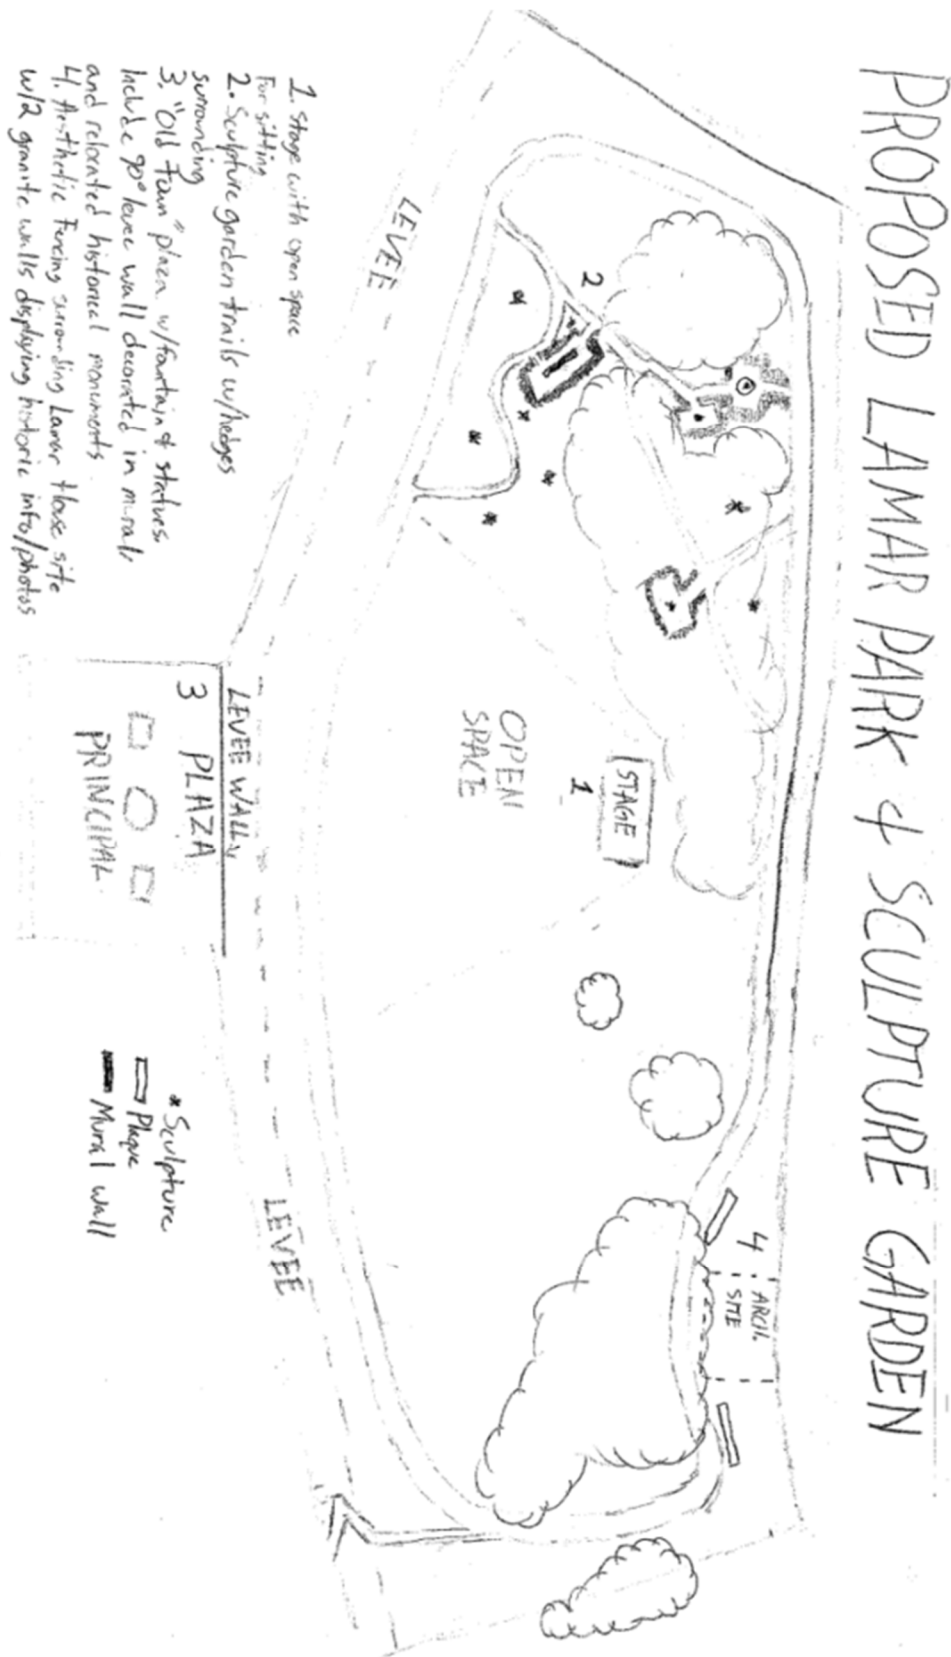 PROPOSED LAMAR PARK & SCULPTURE GARDEN
2
4
ARCH.
SITE
STAGE
1
OPEN
SPACE
LEVEE
LEVEE WALL
LEVEE
3 PLAZA
PRINCIPAL
1. Stage with open space
For sitting
2. Sculpture garden trails w/hedges
surrounding
3. "Old Town" plaza w/fountain & statues.
Include 90° levee wall decorated in murals
and relocated historical monuments
4. Aesthetic Fencing surrounding Lamar House site
w/2 granite walls displaying historic info/photos
* Sculpture
Plaque
Mural wall